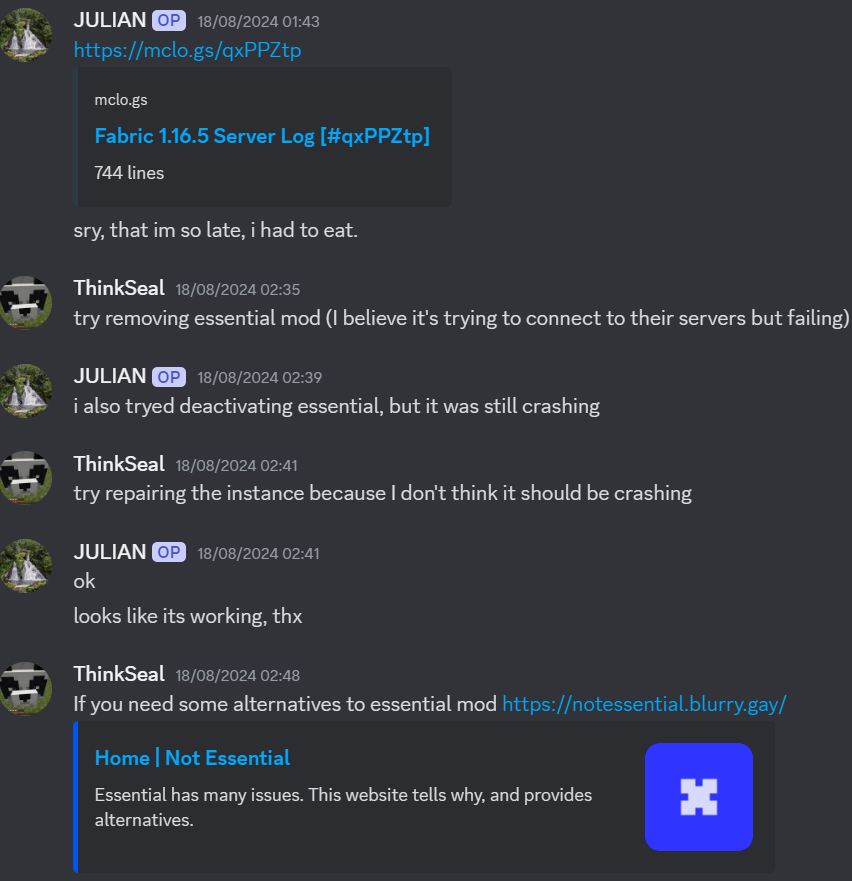 JULIAN OP 18/08/2024 01:43
https://mclo.gs/qxPPZtp
mclo.gs
Fabric 1.16.5 Server Log [#qxPPZtp]
744 lines
sry, that im so late, i had to eat.
ThinkSeal 18/08/2024 02:35
try removing essential mod (I believe it's trying to connect to their servers but failing)
JULIAN OP 18/08/2024 02:39
i also tryed deactivating essential, but it was still crashing
ThinkSeal 18/08/2024 02:41
try repairing the instance because I don't think it should be crashing
JULIAN OP 18/08/2024 02:41
ok
looks like its working, thx
ThinkSeal 18/08/2024 02:48
If you need some alternatives to essential mod https://notessential.blurry.gay/
Home | Not Essential
Essential has many issues. This website tells why, and provides
alternatives.